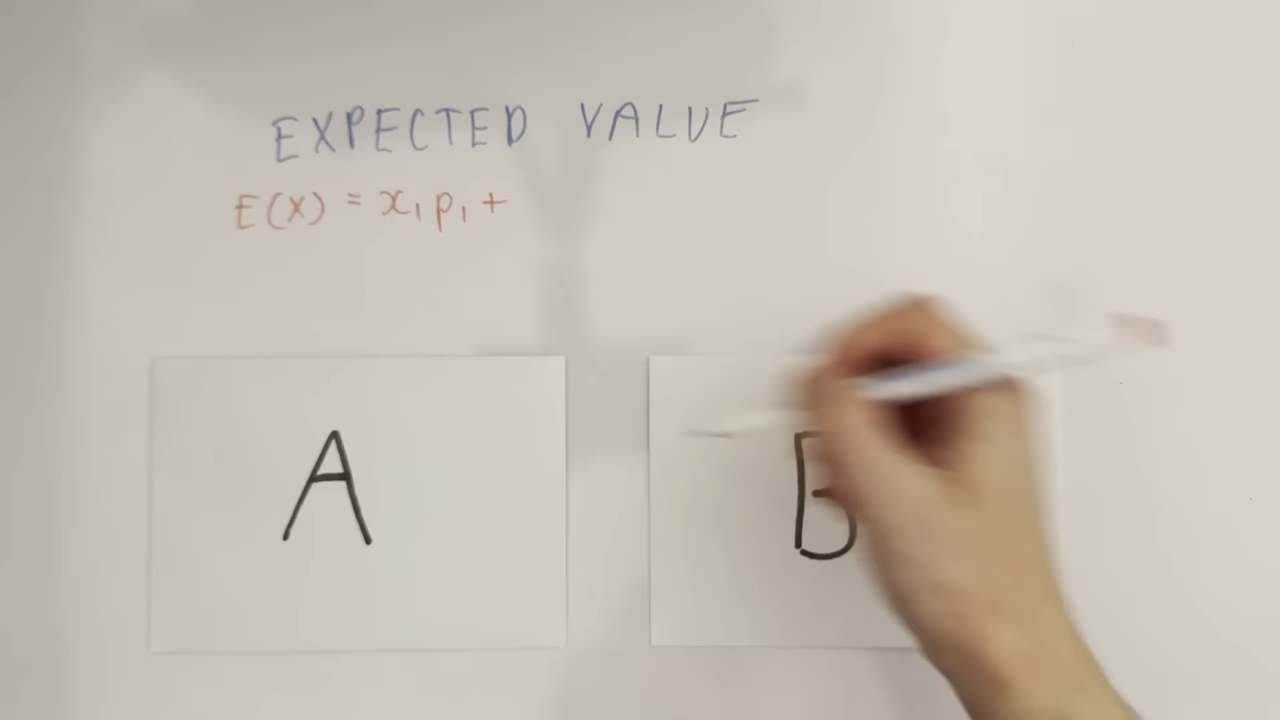 EXPECTED VALUE
E(X) = x₁p₁ +
A
B